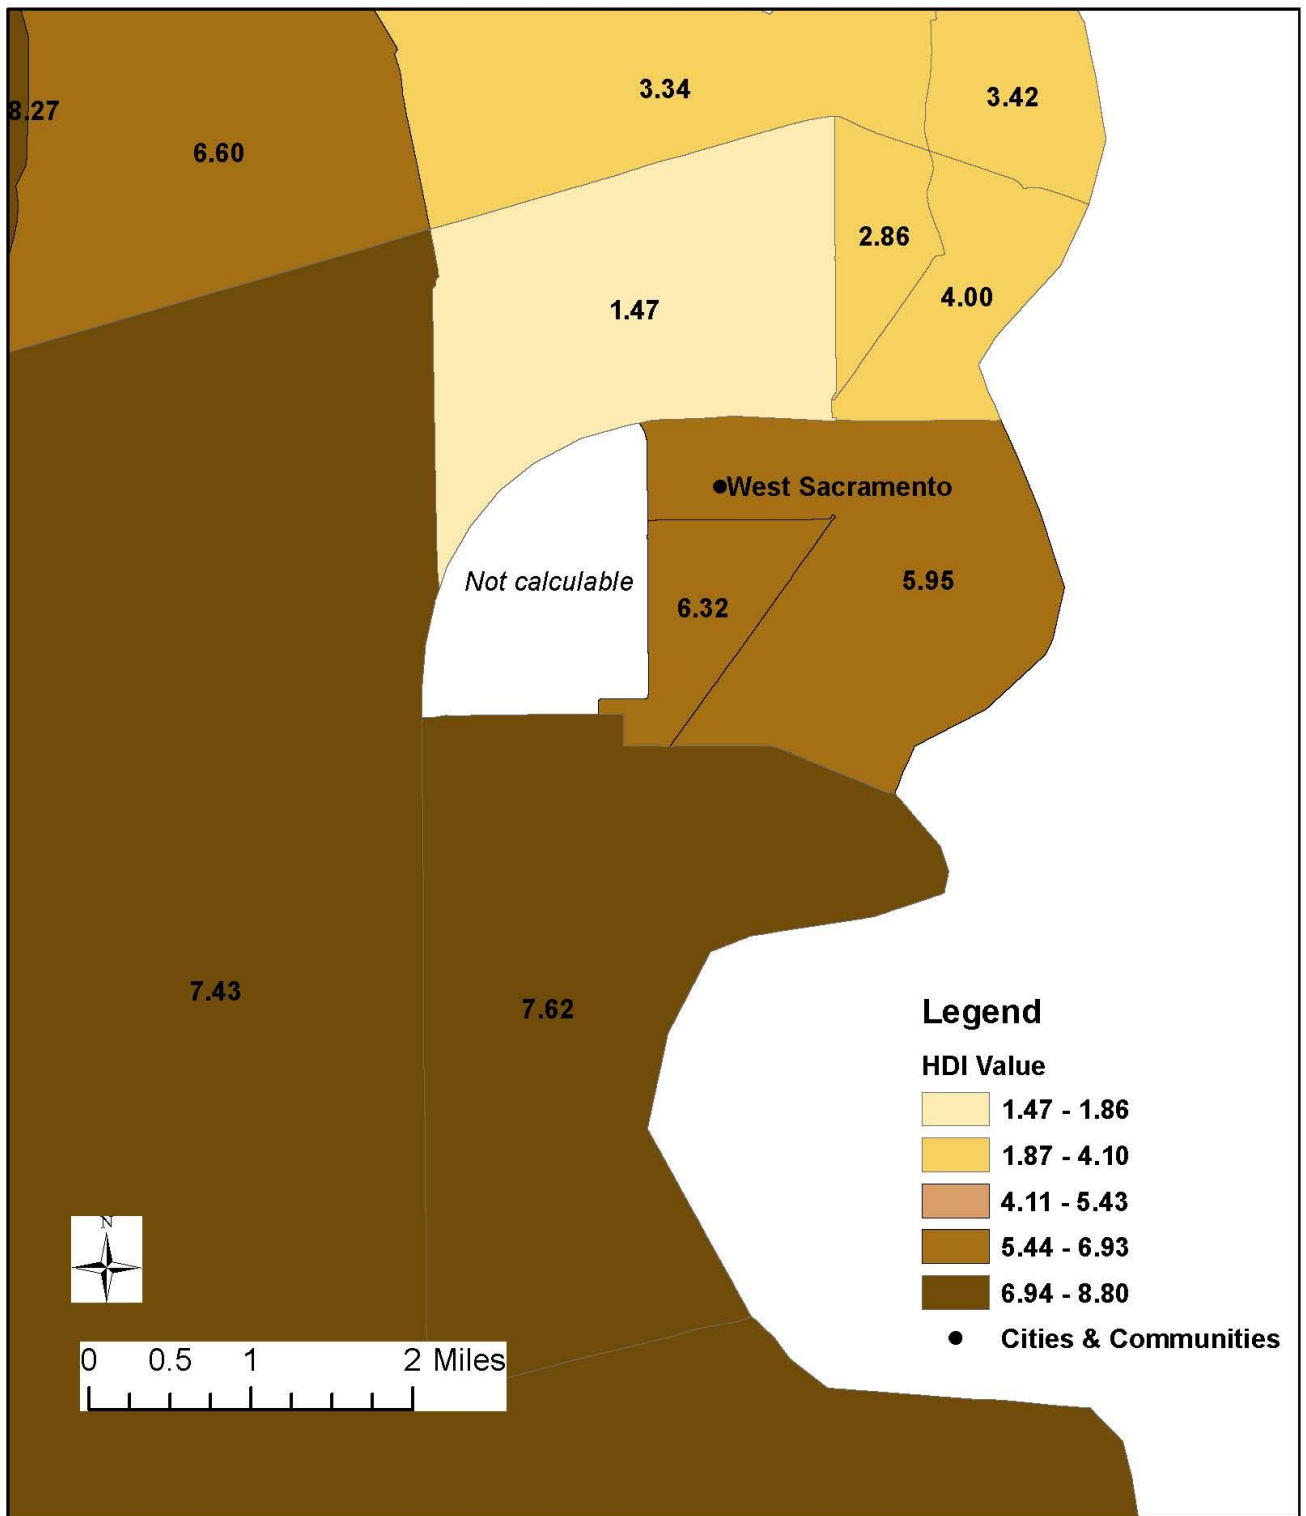 3.34
3.42
8.27
6.60
2.86
4.00
1.47
West Sacramento
Not calculable
5.95
6.32
7.43
7.62
Legend
HDI Value
1.47 - 1.86
1.87 - 4.10
4.11 - 5.43
5.44 - 6.93
6.94 - 8.80
Cities & Communities
N
0 0.5 1 2 Miles